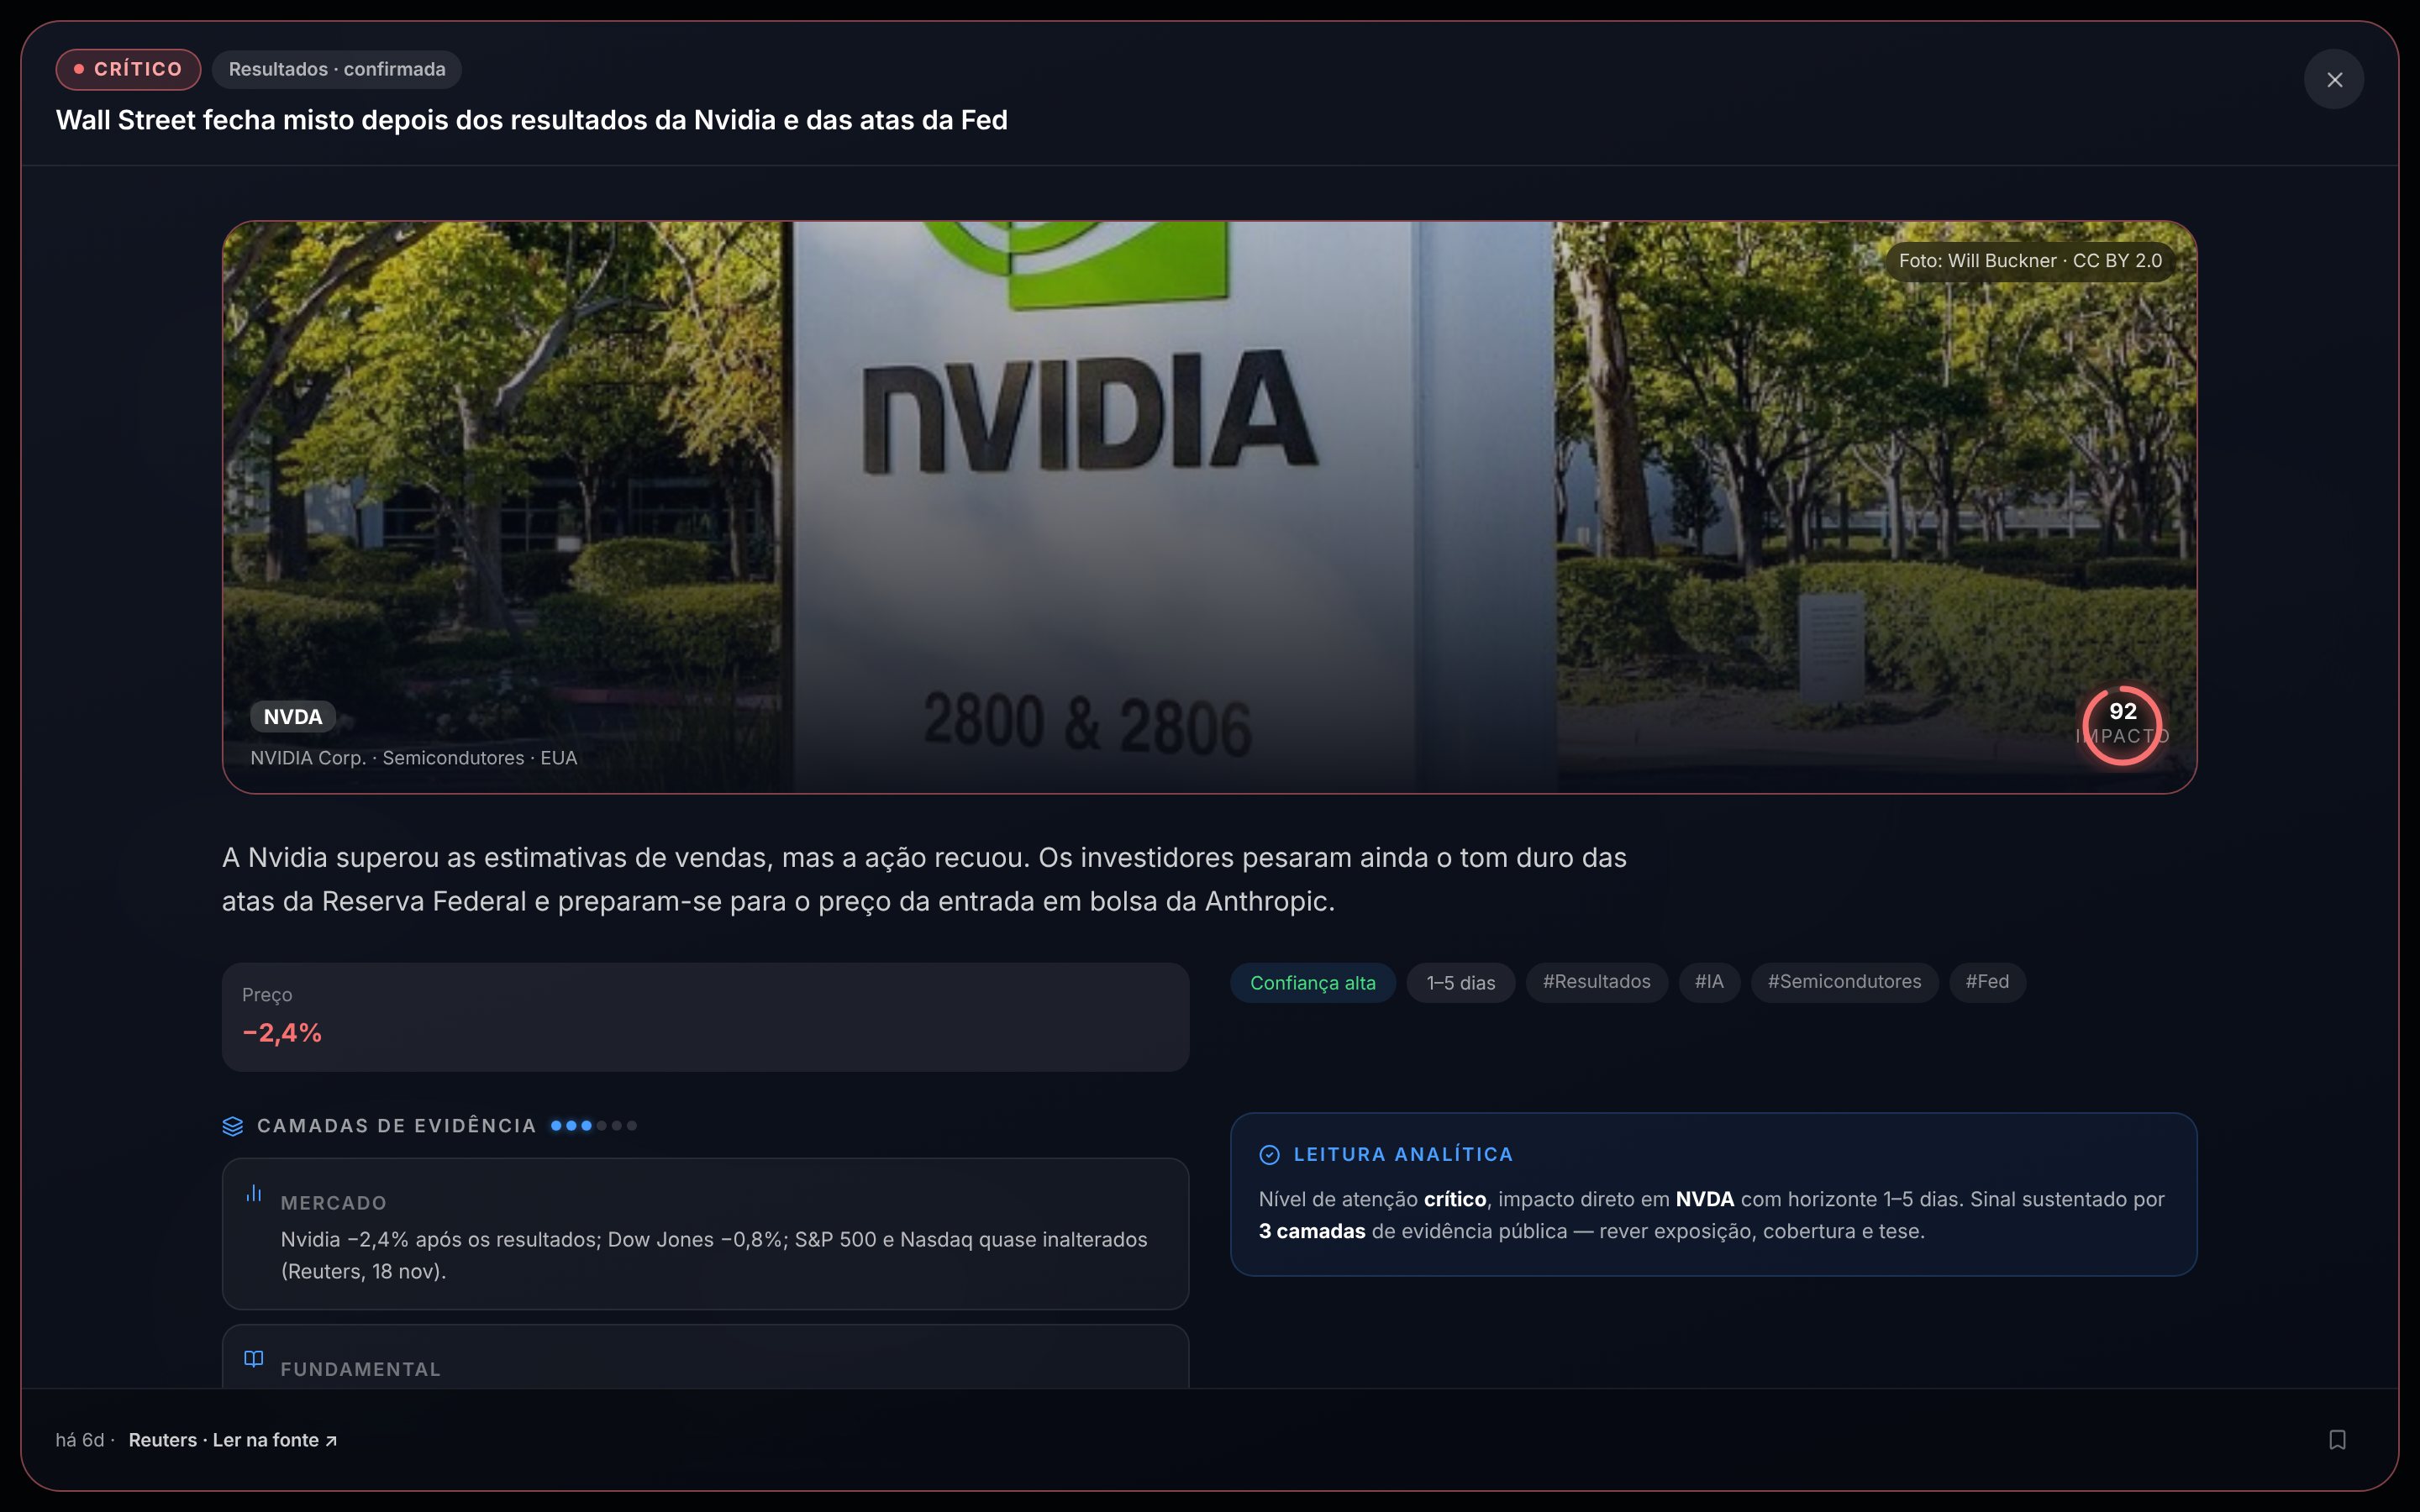 CRÍTICO
Resultados · confirmada
Wall Street fecha misto depois dos resultados da Nvidia e das atas da Fed
Foto: Will Buckner · CC BY 2.0
nVIDIA
2800 & 2806
NVDA
NVIDIA Corp. · Semicondutores · EUA
92
IMPACTO
A Nvidia superou as estimativas de vendas, mas a ação recuou. Os investidores pesaram ainda o tom duro das
atas da Reserva Federal e preparam-se para o preço da entrada em bolsa da Anthropic.
Preço
−2,4%
Confiança alta
1–5 dias
#Resultados
#IA
#Semicondutores
#Fed
CAMADAS DE EVIDÊNCIA
MERCADO
Nvidia −2,4% após os resultados; Dow Jones −0,8%; S&P 500 e Nasdaq quase inalterados
(Reuters, 18 nov).
FUNDAMENTAL
LEITURA ANALÍTICA
Nível de atenção crítico, impacto direto em NVDA com horizonte 1–5 dias. Sinal sustentado por
3 camadas de evidência pública — rever exposição, cobertura e tese.
há 6d · Reuters · Ler na fonte ↗